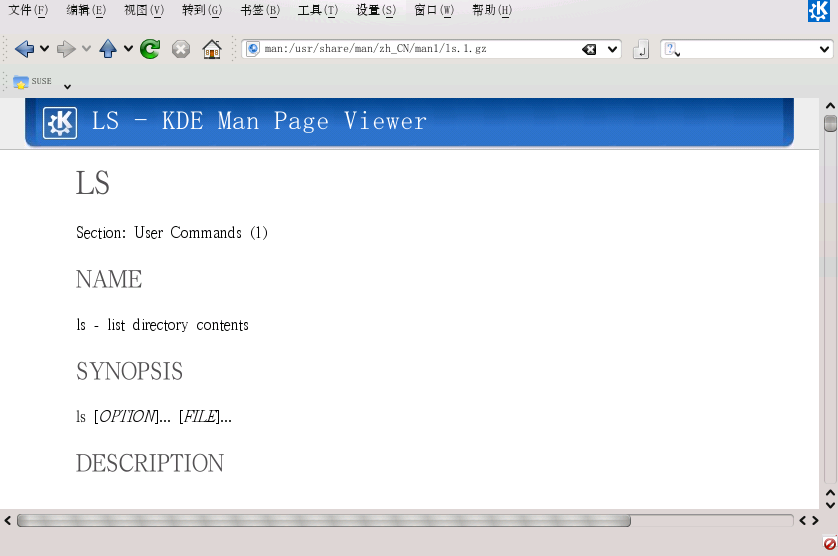 文件(F) 编辑(E) 视图(V) 转到(G) 书签(B) 工具(T) 设置(S) 窗口(W) 帮助(H)
man:/usr/share/man/zh_CN/man1/ls.1.gz
SUSE
LS - KDE Man Page Viewer
LS
Section: User Commands (1)
NAME
ls - list directory contents
SYNOPSIS
ls [OPTION]... [FILE]...
DESCRIPTION